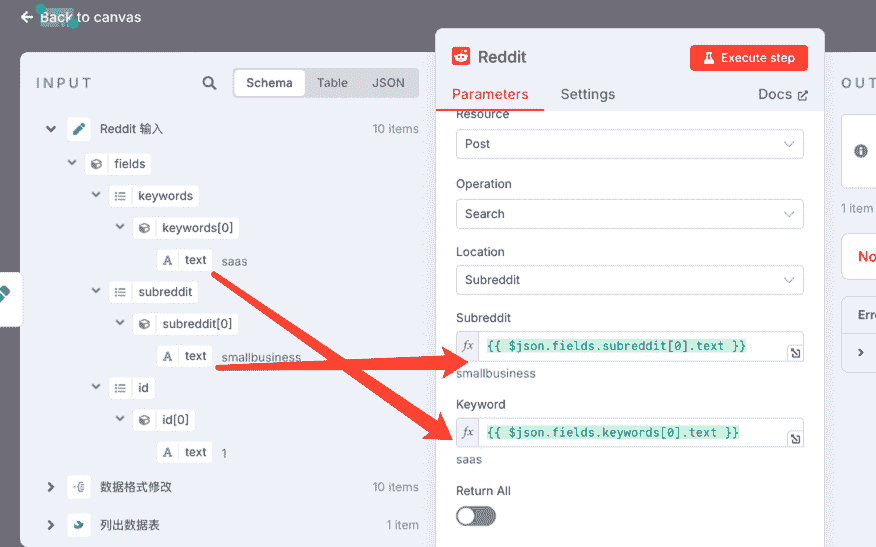 Back to canvas
INPUT
Schema
Table
JSON
Reddit 输入
10 items
fields
keywords
keywords[0]
A text saas
subreddit
subreddit[0]
A text smallbusiness
id
id[0]
A text 1
数据格式修改
10 items
列出数据表
1 item
Reddit
Execute step
Parameters
Settings
Docs
Resource
Post
Operation
Search
Location
Subreddit
Subreddit
fx {{ $json.fields.subreddit[0].text }}
smallbusiness
Keyword
fx {{ $json.fields.keywords[0].text }}
saas
Return All
OU
1 item
No
Erro